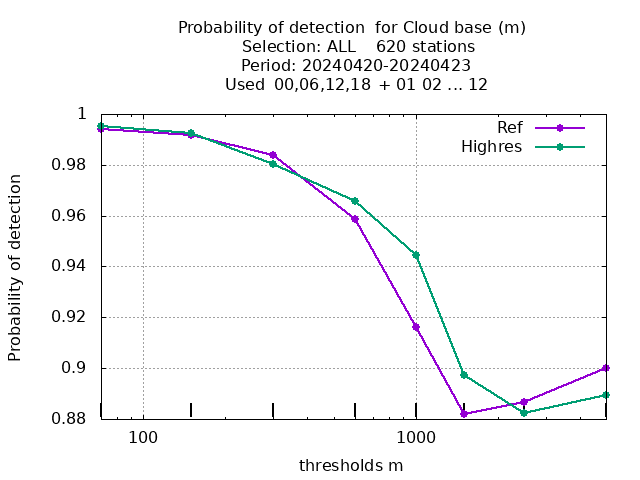 Probability of detection  for Cloud base (m)
Selection: ALL    620 stations
Period: 20240420-20240423
Used  00,06,12,18 + 01 02 ... 12
Ref
Highres
1
0.98
0.96
0.94
0.92
0.9
0.88
Probability of detection
100
1000
thresholds m